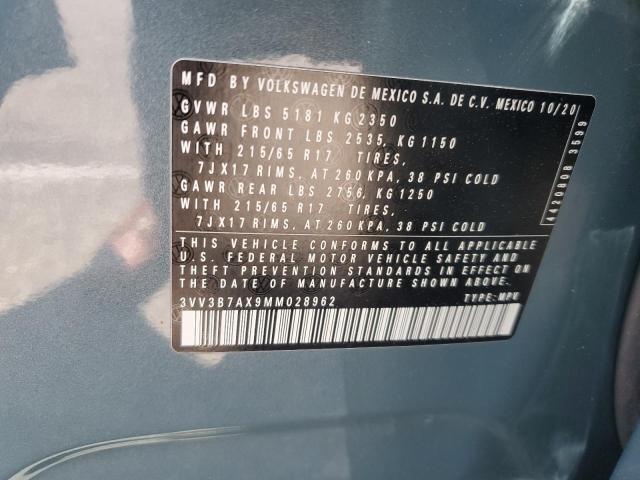 MFD BY VOLKSWAGEN DE MEXICO S.A. DE C.V. MEXICO 10/20
GVWR LBS 5181 KG 2350
GAWR FRONT LBS 2535, KG 1150
WITH 215/65 R17 TIRES,
7JX17 RIMS, AT 260 KPA, 38 PSI COLD
GAWR REAR LBS 2756, KG 1250
WITH 215/65 R17 TIRES,
7JX17 RIMS, AT 260 KPA, 38 PSI COLD
THIS VEHICLE CONFORMS TO ALL APPLICABLE
U.S. FEDERAL MOTOR VEHICLE SAFETY AND
THEFT PREVENTION STANDARDS IN EFFECT ON
THE DATE OF MANUFACTURE SHOWN ABOVE.
3VV3B7AX9MM028962 TYPE: MPV
3599